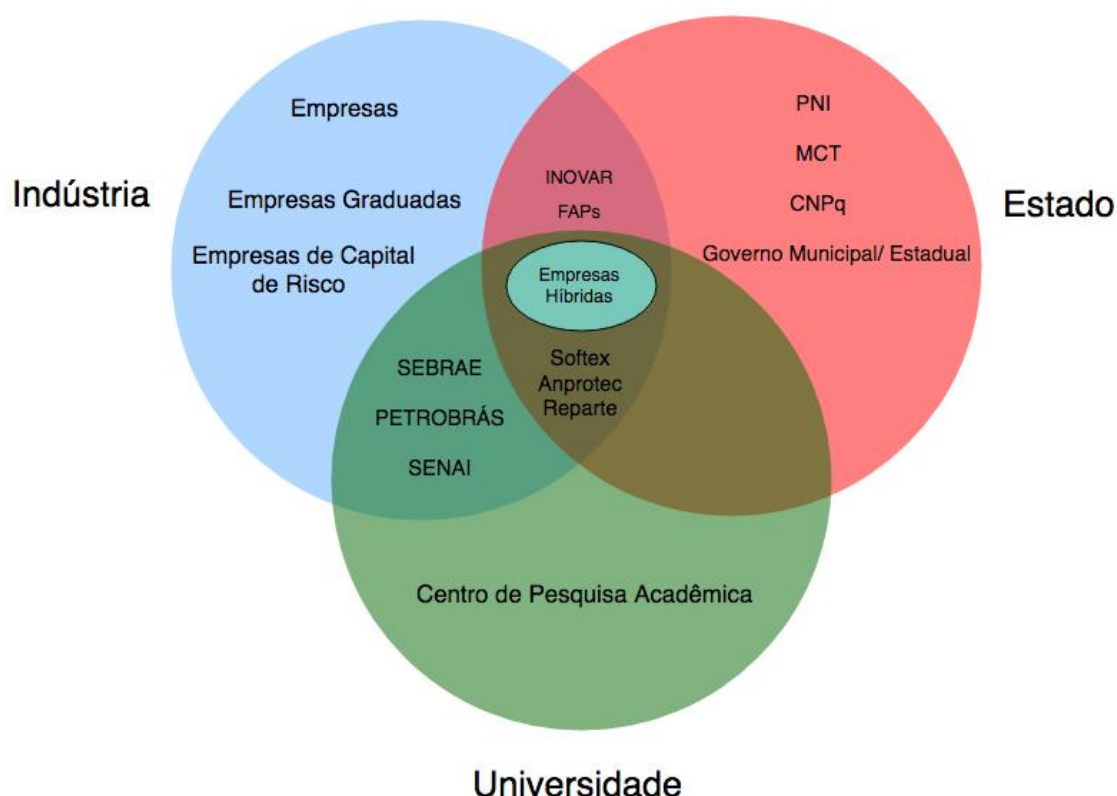 Empresas
PNI
MCT
INOVAR
Indústria
Empresas Graduadas
CNPq
Estado
FAPs
Empresas de Capital
de Risco
Governo Municipal/ Estadual
Empresas
Híbridas
SEBRAE
Softex
Anprotec
Reparte
PETROBRÁS
SENAI
Centro de Pesquisa Acadêmica
Universidade